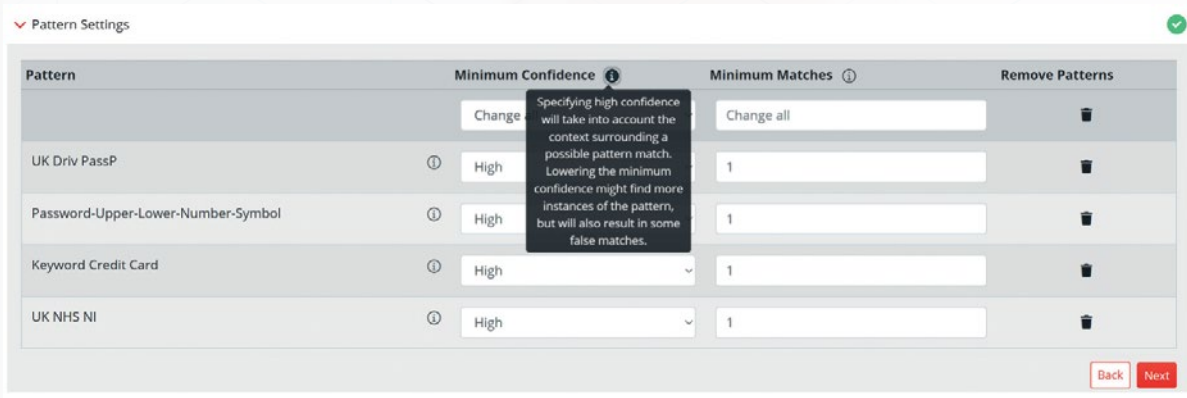 Pattern Settings
Pattern Minimum Confidence Minimum Matches Remove Patterns
Change Change all
Specifying high confidence
will take into account the
context surrounding a
possible pattern match.
Lowering the minimum
confidence might find more
instances of the pattern,
but will also result in some
false matches.
UK Driv PassP High 1
Password-Upper-Lower-Number-Symbol High 1
Keyword Credit Card High 1
UK NHS NI High 1
Back Next